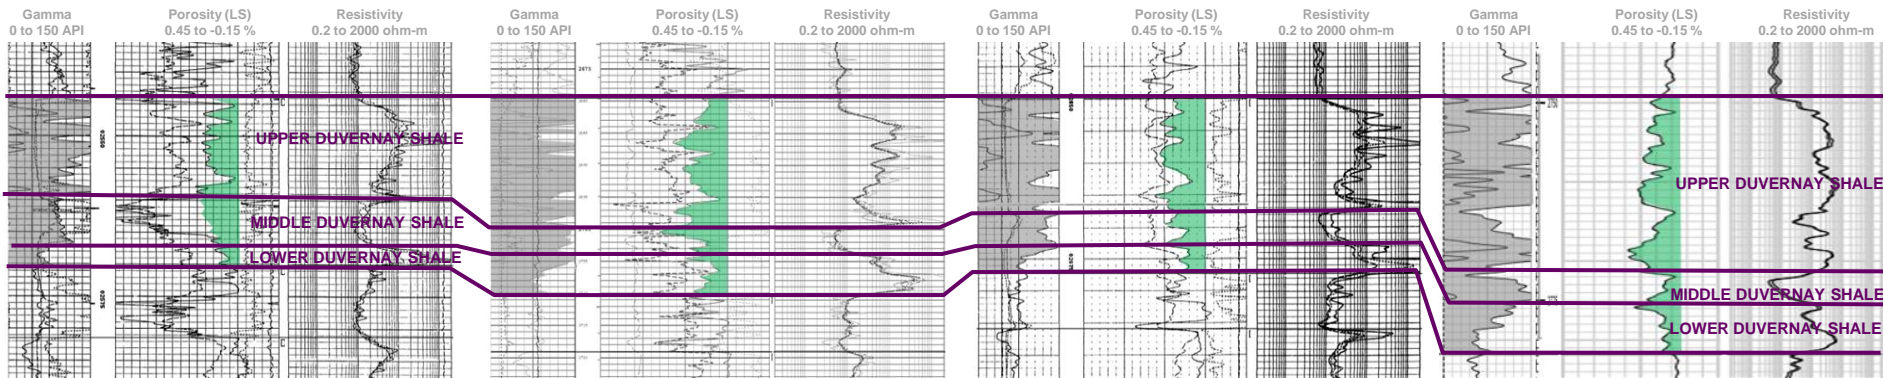 Gamma
0 to 150 API
Porosity (LS)
0.45 to -0.15 %
Resistivity
0.2 to 2000 ohm-m
Gamma
0 to 150 API
Porosity (LS)
0.45 to -0.15 %
Resistivity
0.2 to 2000 ohm-m
Gamma
0 to 150 API
Porosity (LS)
0.45 to -0.15 %
Resistivity
0.2 to 2000 ohm-m
Gamma
0 to 150 API
Porosity (LS)
0.45 to -0.15 %
Resistivity
0.2 to 2000 ohm-m
UPPER DUVERNAY SHALE
MIDDLE DUVERNAY SHALE
LOWER DUVERNAY SHALE
UPPER DUVERNAY SHALE
MIDDLE DUVERNAY SHALE
LOWER DUVERNAY SHALE